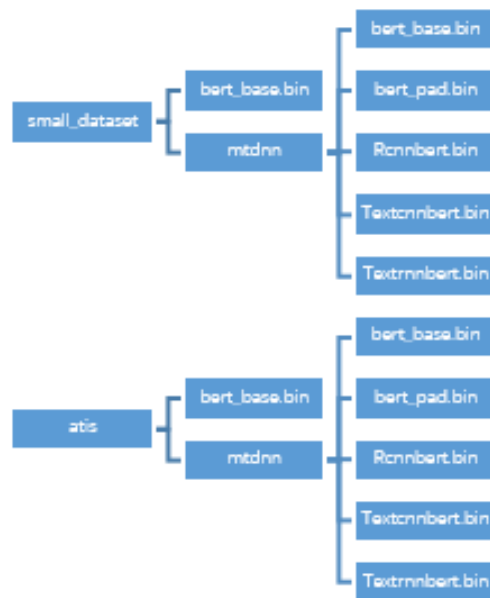 small_dataset
bert_base.bin
mtdnn
bert_base.bin
bert_pad.bin
Rcnnbert.bin
Textcnnbert.bin
Textrnnbert.bin
atis
bert_base.bin
mtdnn
bert_base.bin
bert_pad.bin
Rcnnbert.bin
Textcnnbert.bin
Textrnnbert.bin